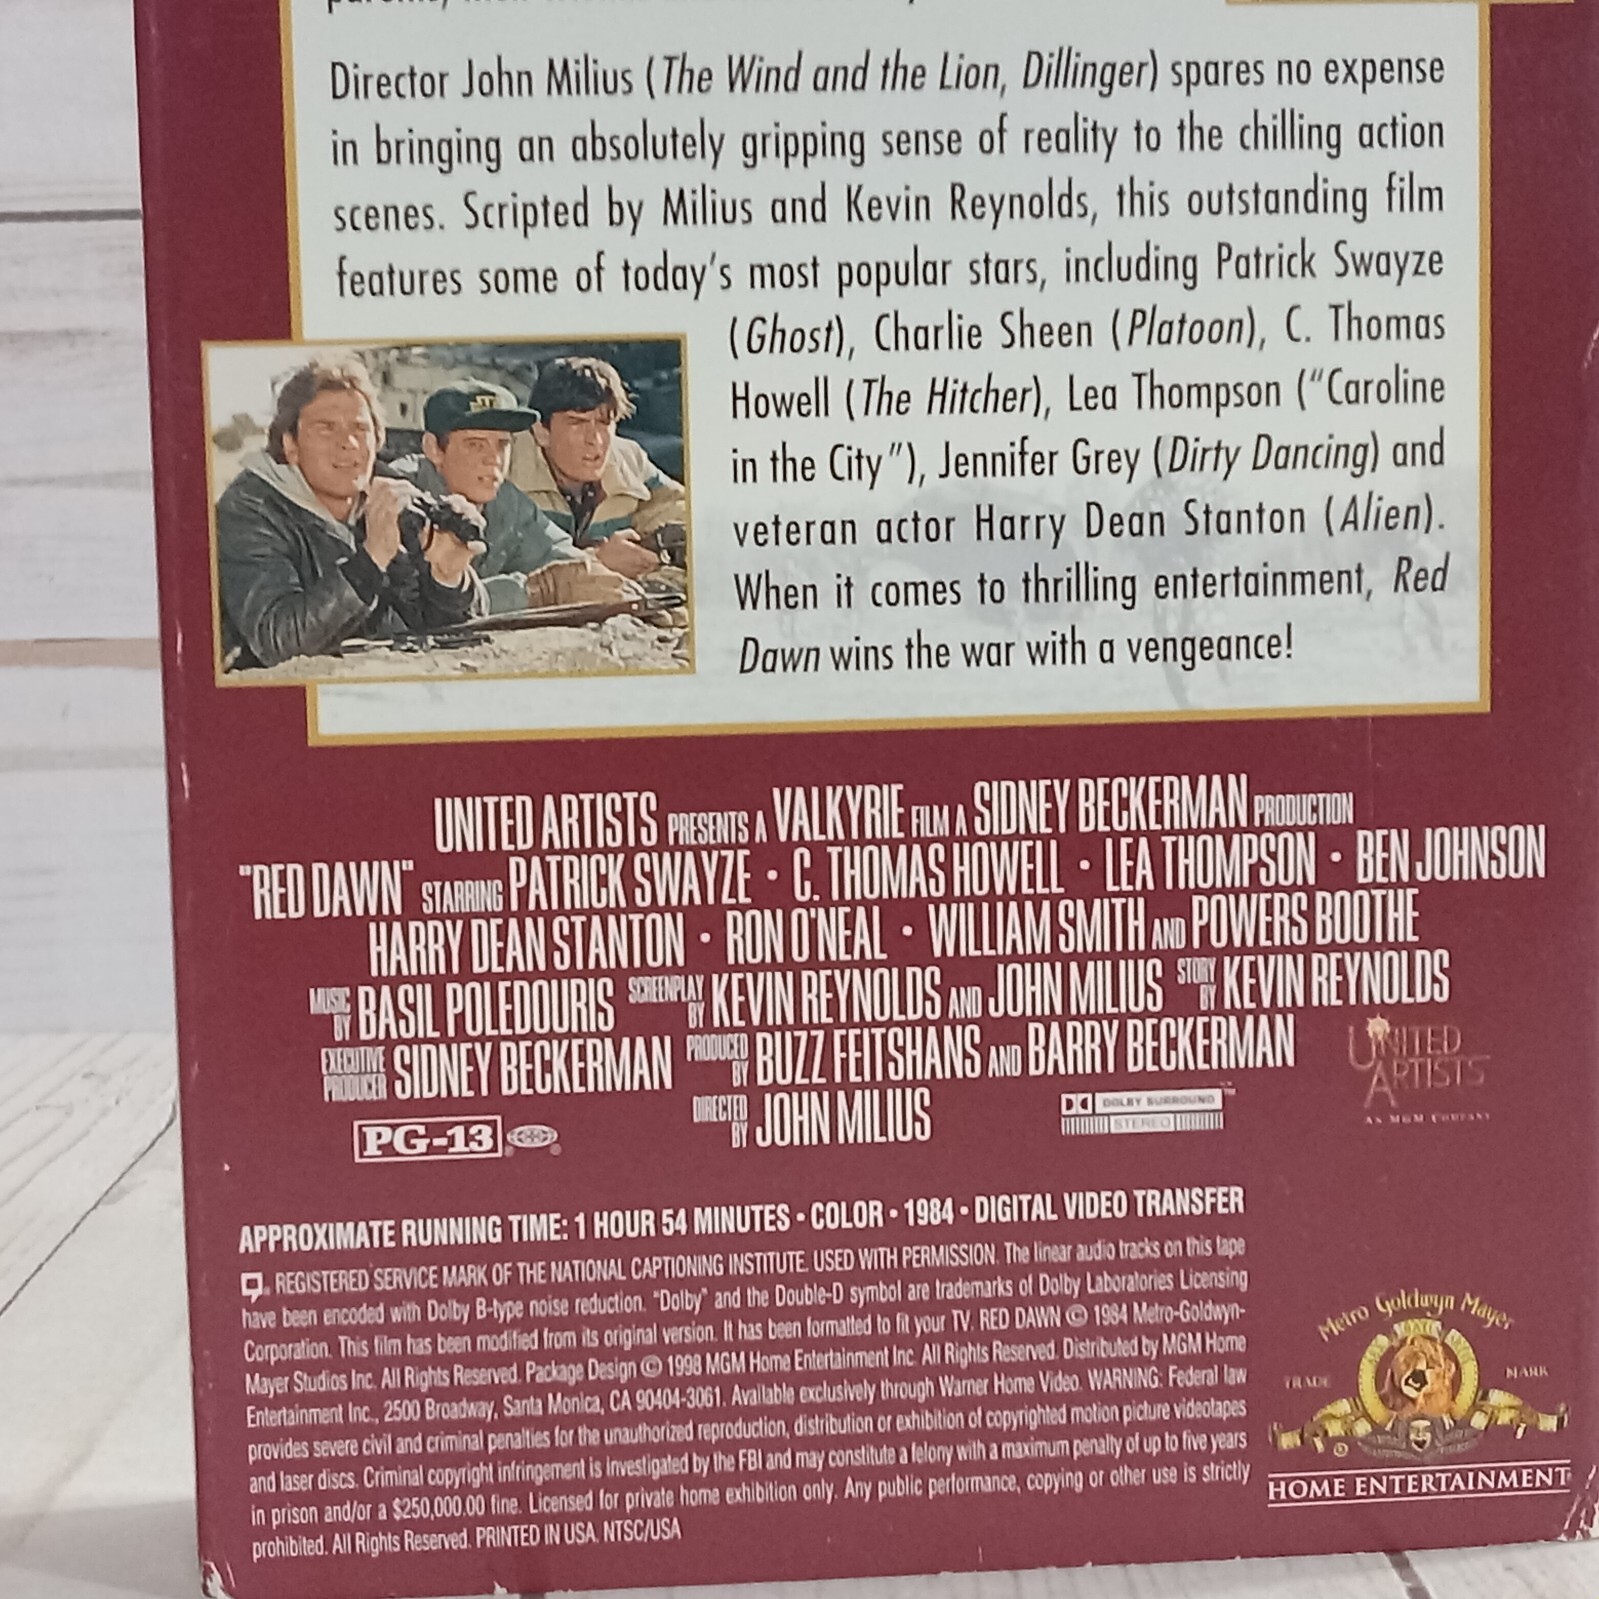 Director John Milius (The Wind and the Lion, Dillinger) spares no expense
in bringing an absolutely gripping sense of reality to the chilling action
scenes. Scripted by Milius and Kevin Reynolds, this outstanding film
features some of today's most popular stars, including Patrick Swayze
(Ghost), Charlie Sheen (Platoon), C. Thomas
Howell (The Hitcher), Lea Thompson ("Caroline
in the City"), Jennifer Grey (Dirty Dancing) and
veteran actor Harry Dean Stanton (Alien).
When it comes to thrilling entertainment, Red
Dawn wins the war with a vengeance!
UNITED ARTISTS PRESENTS A VALKYRIE FILM A SIDNEY BECKERMAN PRODUCTION
"RED DAWN" STARRING PATRICK SWAYZE • C. THOMAS HOWELL • LEA THOMPSON • BEN JOHNSON
HARRY DEAN STANTON • RON O'NEAL • WILLIAM SMITH AND POWERS BOOTHE
MUSIC BY BASIL POLEDOURIS SCREENPLAY BY KEVIN REYNOLDS AND JOHN MILIUS STORY BY KEVIN REYNOLDS
EXECUTIVE PRODUCER SIDNEY BECKERMAN PRODUCED BY BUZZ FEITSHANS AND BARRY BECKERMAN
DIRECTED BY JOHN MILIUS
UNITED ARTISTS
AN MGM COMPANY
PG-13
DOLBY SURROUND
STEREO
™
APPROXIMATE RUNNING TIME: 1 HOUR 54 MINUTES • COLOR • 1984 • DIGITAL VIDEO TRANSFER
REGISTERED SERVICE MARK OF THE NATIONAL CAPTIONING INSTITUTE. USED WITH PERMISSION. The linear audio tracks on this tape
have been encoded with Dolby B-type noise reduction. "Dolby" and the Double-D symbol are trademarks of Dolby Laboratories Licensing
Corporation. This film has been modified from its original version. It has been formatted to fit your TV. RED DAWN © 1984 Metro-Goldwyn-
Mayer Studios Inc. All Rights Reserved. Package Design © 1998 MGM Home Entertainment Inc. All Rights Reserved. Distributed by MGM Home
Entertainment Inc., 2500 Broadway, Santa Monica, CA 90404-3061. Available exclusively through Warner Home Video. WARNING: Federal law
provides severe civil and criminal penalties for the unauthorized reproduction, distribution or exhibition of copyrighted motion picture videotapes
and laser discs. Criminal copyright infringement is investigated by the FBI and may constitute a felony with a maximum penalty of up to five years
in prison and/or a $250,000.00 fine. Licensed for private home exhibition only. Any public performance, copying or other use is strictly
prohibited. All Rights Reserved. PRINTED IN USA. NTSC/USA
Metro Goldwyn Mayer
TRADE MARK
HOME ENTERTAINMENT